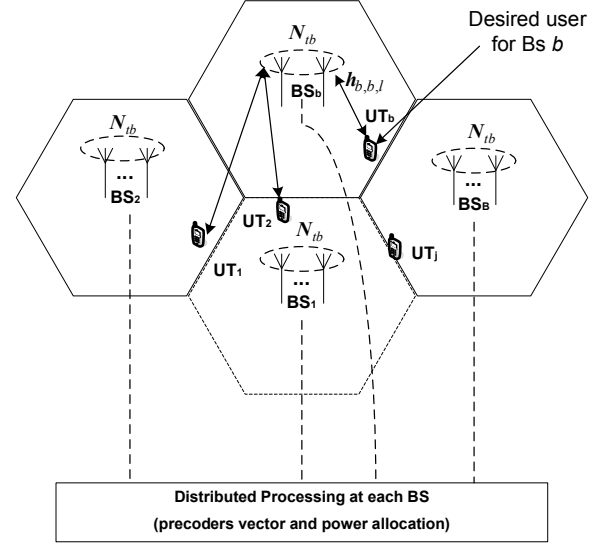 Desired user
for Bs b
N_tb
BS_b
h_b,b,l
UT_b
N_tb
...
BS_2
N_tb
...
BS_B
UT_1
UT_2
N_tb
...
BS_1
UT_j
Distributed Processing at each BS
(precoders vector and power allocation)